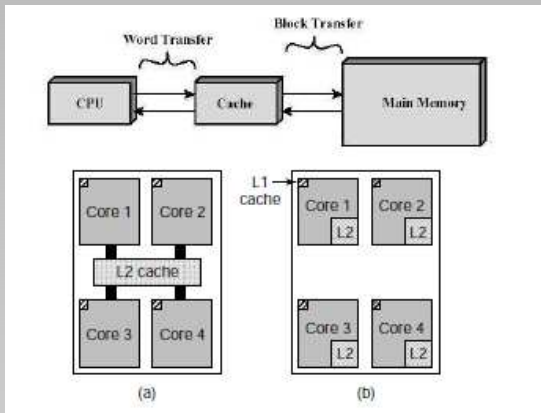 Word Transfer
Block Transfer
CPU
Cache
Main Memory
L1
cache
Core 1
Core 2
L2 cache
Core 3
Core 4
(a)
Core 1
L2
Core 2
L2
Core 3
L2
Core 4
L2
(b)